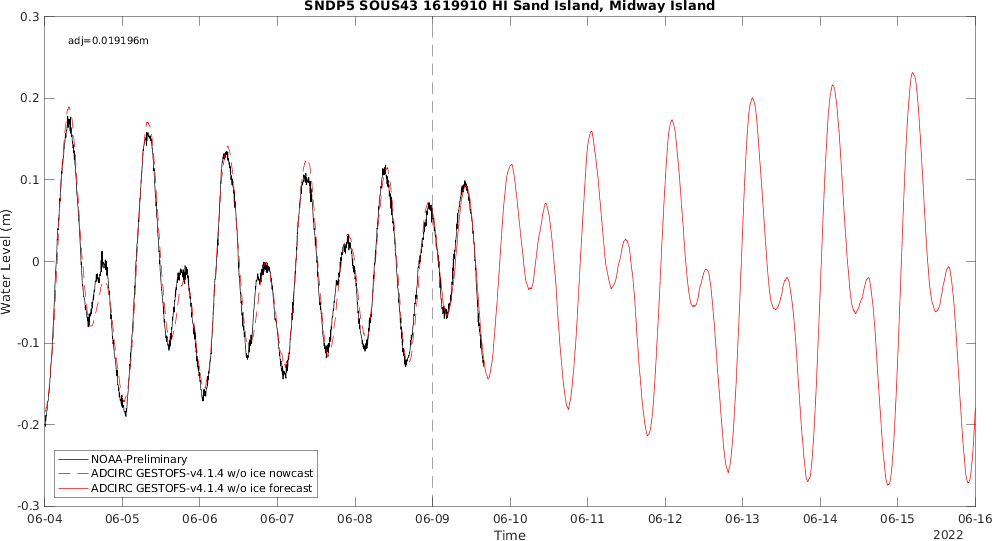 SNDP5 SOUS43 1619910 HI Sand Island, Midway Island
adj=0.019196m
0.3
0.2
0.1
0
-0.1
-0.2
-0.3
Water Level (m)
NOAA-Preliminary
ADCIRC GESTOFS-v4.1.4 w/o ice nowcast
ADCIRC GESTOFS-v4.1.4 w/o ice forecast
06-04 06-05 06-06 06-07 06-08 06-09 06-10 06-11 06-12 06-13 06-14 06-15 06-16
Time
2022